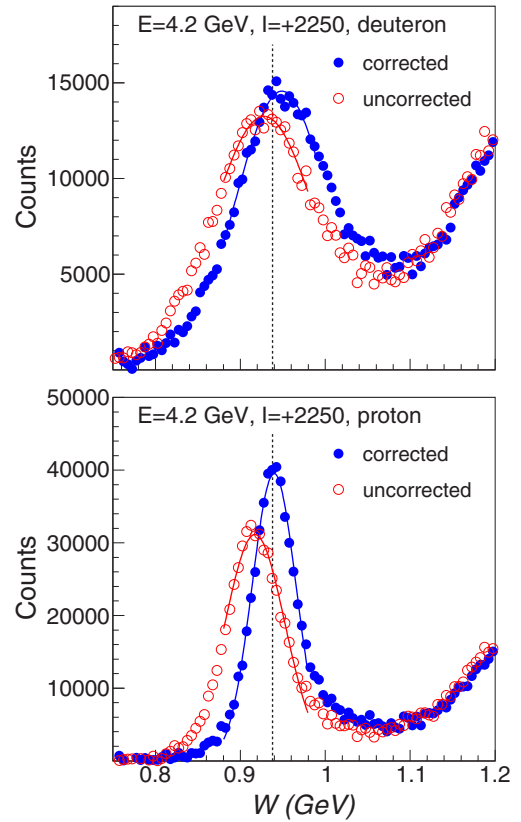 E=4.2 GeV, I=+2250, deuteron
corrected
uncorrected
15000
10000
5000
Counts
E=4.2 GeV, I=+2250, proton
corrected
uncorrected
50000
40000
30000
20000
10000
Counts
0.8 0.9 1 1.1 1.2
W (GeV)